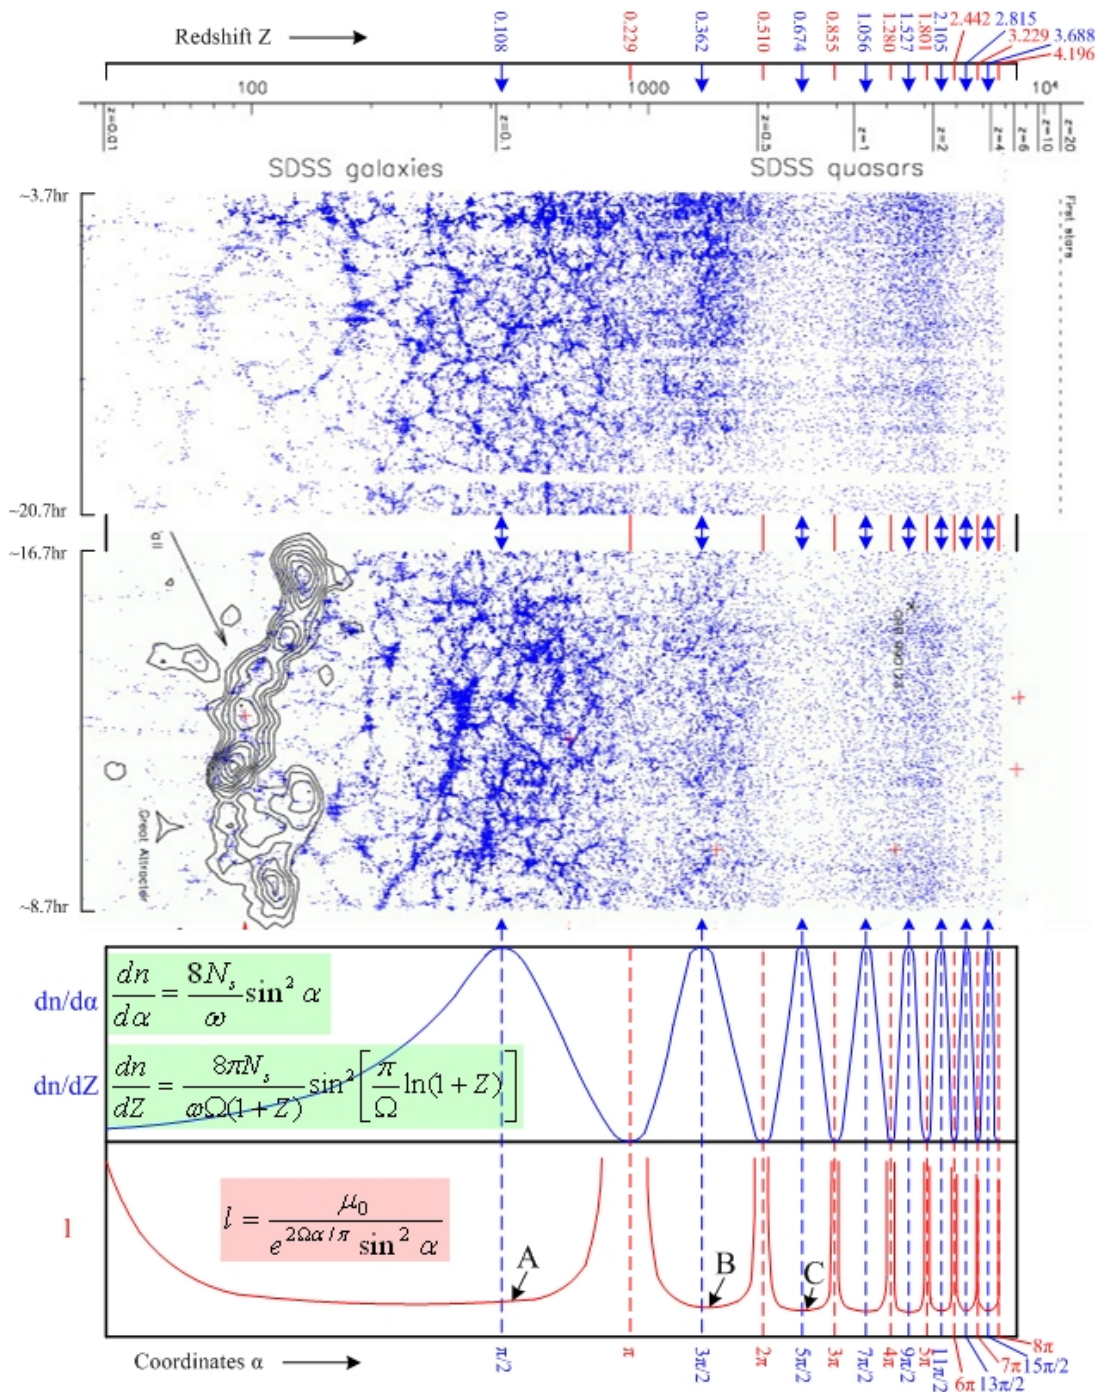 Redshift Z
0.108
0.229
0.362
0.510
0.674
0.855
1.056
1.280
1.527
1.801
2.105
2.442
2.815
3.229
3.688
4.196
100
1000
10⁴
z=0.01
z=0.1
z=0.5
z=1
z=2
z=4
z=6
z=10
z=20
SDSS galaxies
SDSS quasars
~3.7hr
First stars
~20.7hr
~16.7hr
Great Attractor
~8.7hr
dn/dα
dn/dα = 8Nₛ/ω sin² α
dn/dZ
dn/dZ = 8πNₛ/ωΩ(1+Z) sin²[π/Ω ln(1+Z)]
l
l = μ₀/e^(2Ωα/π) sin² α
A
B
C
Coordinates α
π/2
π
3π/2
2π
5π/2
3π
7π/2
4π
9π/2
5π
11π/2
6π
13π/2
7π
15π/2
8π